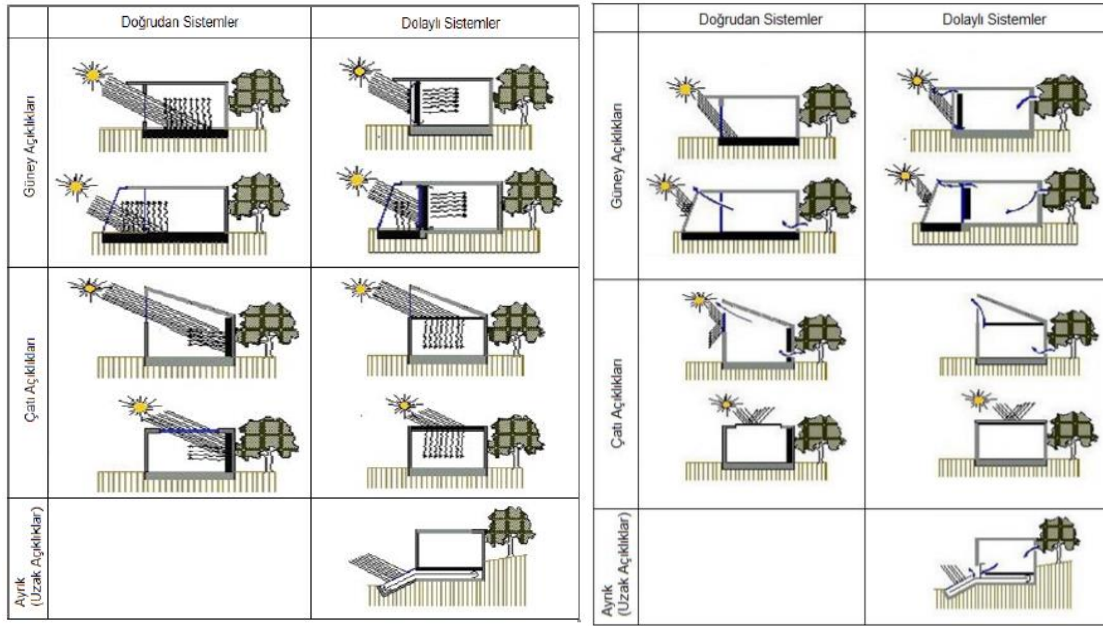 Doğrudan Sistemler
Dolaylı Sistemler
Güney Açıklıkları
Çatı Açıklıkları
Ayrık
(Uzak Açıklıklar)
Doğrudan Sistemler
Dolaylı Sistemler
Güney Açıklıkları
Çatı Açıklıkları
Ayrık
(Uzak Açıklıklar)